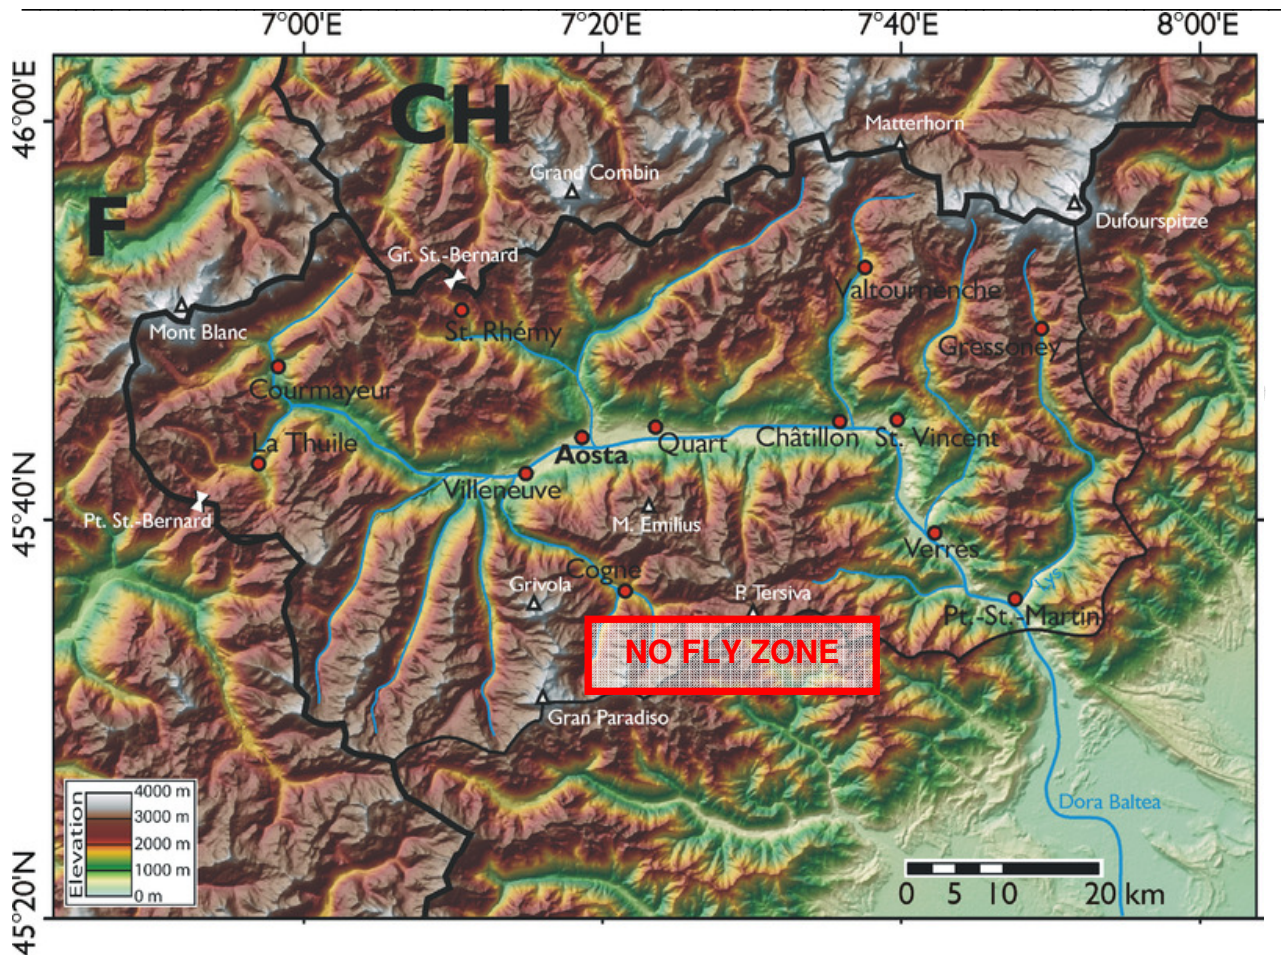 7°00'E 7°20'E 7°40'E 8°00'E
46°00'E
CH
Matterhorn
Grand Combin
F
Dufourspitze
Gr. St.-Bernard
Valtournenche
Mont Blanc
St. Rhémy
Gressoney
Courmayeur
La Thuile
Aosta
Quart
Châtillon
St. Vincent
Villeneuve
Pt. St.-Bernard
M. Emilius
45°40'N
Verres
Cogne
Grivola
P. Tersiva
Lys
Pt.-St.-Martin
NO FLY ZONE
Gran Paradiso
Elevation
4000 m
3000 m
2000 m
1000 m
0 m
Dora Baltea
0 5 10 20 km
45°20'N